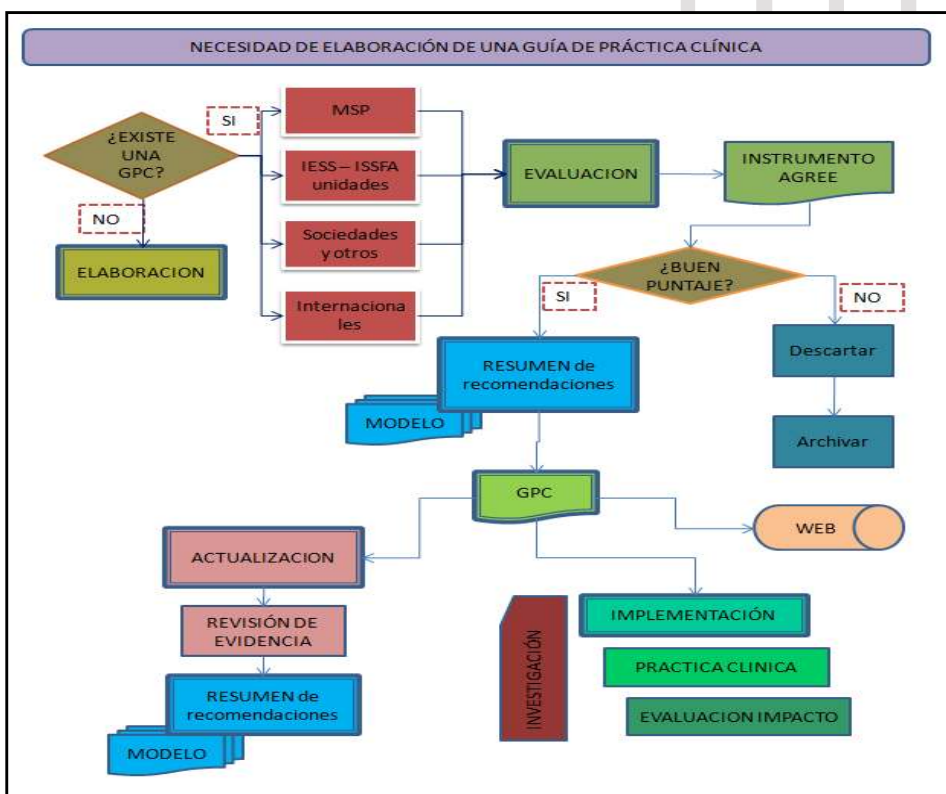 NECESIDAD DE ELABORACIÓN DE UNA GUÍA DE PRÁCTICA CLÍNICA
¿EXISTE
UNA
GPC?
SI
NO
ELABORACION
MSP
IESS – ISSFA
unidades
Sociedades
y otros
Internaciona
les
EVALUACION
INSTRUMENTO
AGREE
¿BUEN
PUNTAJE?
SI
NO
Descartar
Archivar
RESUMEN de
recomendaciones
MODELO
GPC
WEB
ACTUALIZACION
REVISIÓN DE
EVIDENCIA
RESUMEN de
recomendaciones
MODELO
INVESTIGACIÓN
IMPLEMENTACIÓN
PRACTICA CLINICA
EVALUACION IMPACTO